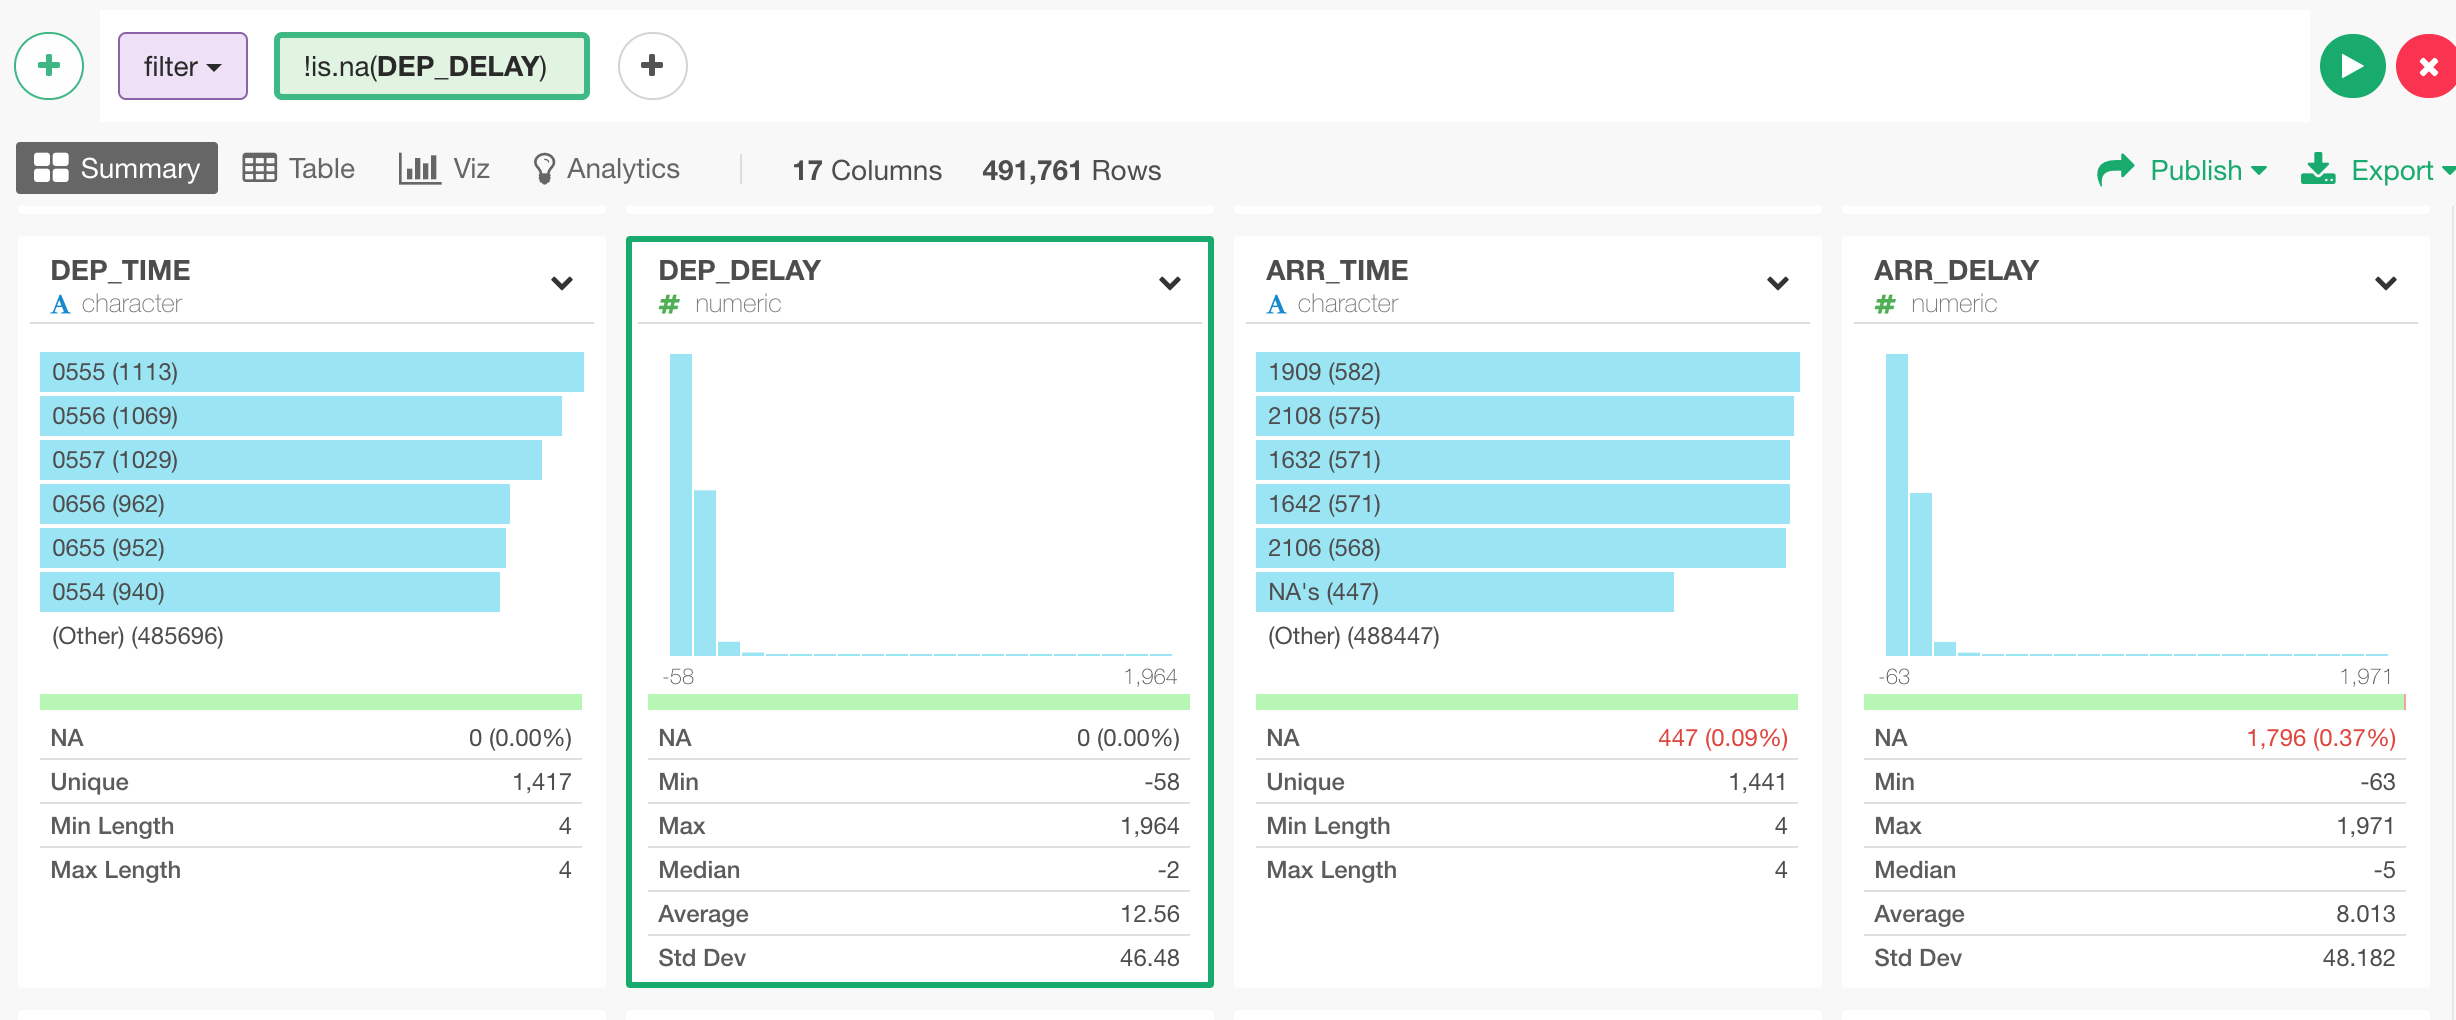 filter
!is.na(DEP_DELAY)
Summary
Table
Viz
Analytics
17 Columns
491,761 Rows
Publish
Export
DEP_TIME
A character
0555 (1113)
0556 (1069)
0557 (1029)
0656 (962)
0655 (952)
0554 (940)
(Other) (485696)
NA 0 (0.00%)
Unique 1,417
Min Length 4
Max Length 4
DEP_DELAY
# numeric
-58 1,964
NA 0 (0.00%)
Min -58
Max 1,964
Median -2
Average 12.56
Std Dev 46.48
ARR_TIME
A character
1909 (582)
2108 (575)
1632 (571)
1642 (571)
2106 (568)
NA's (447)
(Other) (488447)
NA 447 (0.09%)
Unique 1,441
Min Length 4
Max Length 4
ARR_DELAY
# numeric
-63 1,971
NA 1,796 (0.37%)
Min -63
Max 1,971
Median -5
Average 8.013
Std Dev 48.182